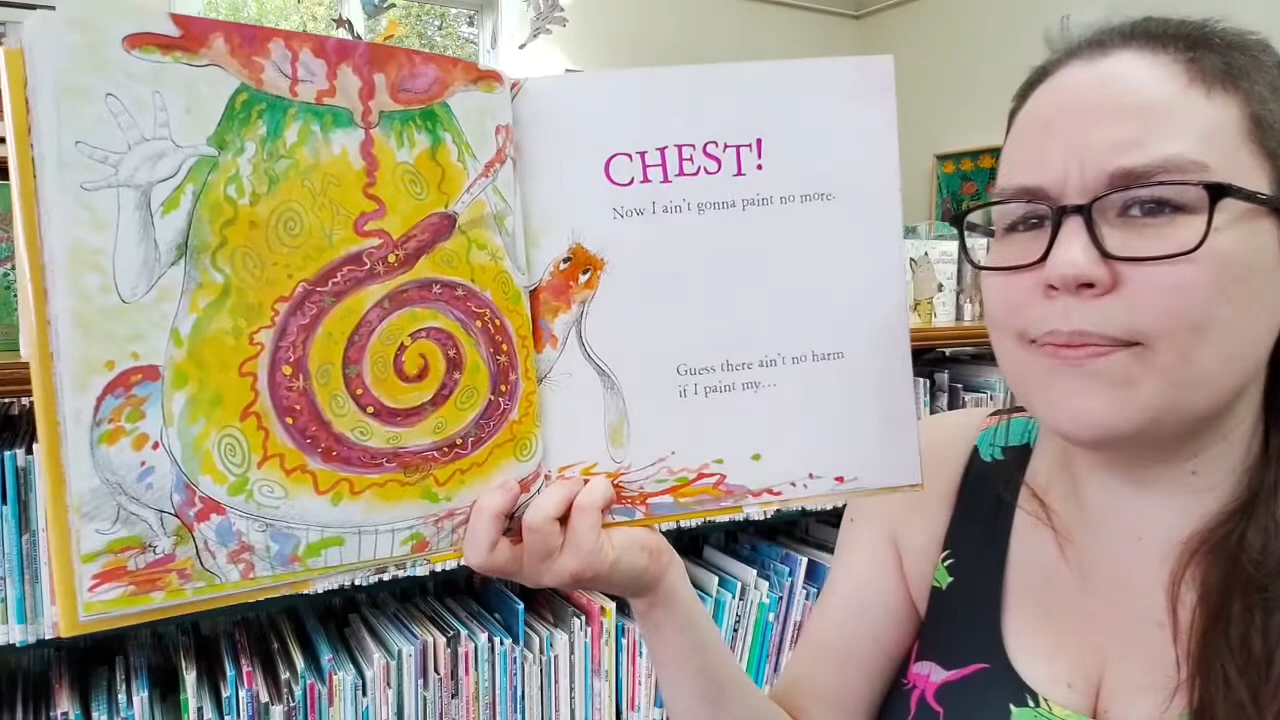 CHEST!
Now I ain't gonna paint no more.
Guess there ain't no harm
if I paint my...